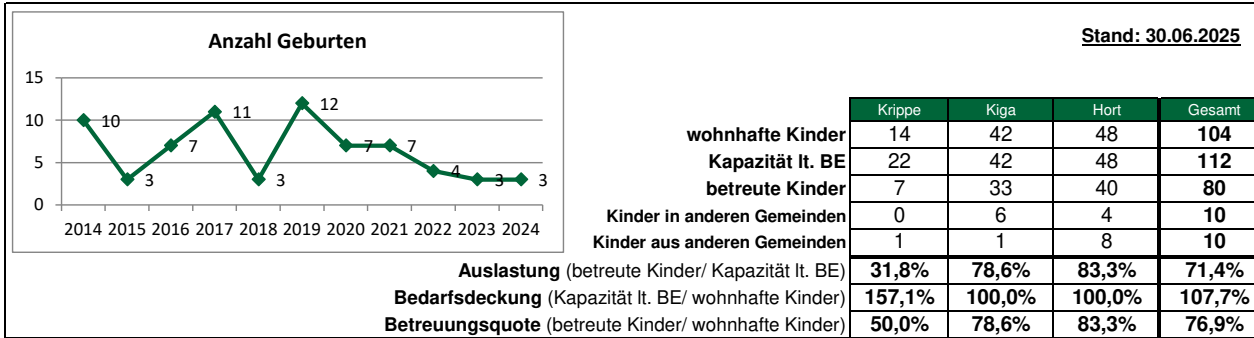 Anzahl Geburten
Stand: 30.06.2025
15
10
5
0
10
3
7
11
3
12
7
7
4
3
3
2014 2015 2016 2017 2018 2019 2020 2021 2022 2023 2024
Krippe Kiga Hort Gesamt
wohnhafte Kinder 14 42 48 104
Kapazität lt. BE 22 42 48 112
betreute Kinder 7 33 40 80
Kinder in anderen Gemeinden 0 6 4 10
Kinder aus anderen Gemeinden 1 1 8 10
Auslastung (betreute Kinder/ Kapazität lt. BE) 31,8% 78,6% 83,3% 71,4%
Bedarfsdeckung (Kapazität lt. BE/ wohnhafte Kinder) 157,1% 100,0% 100,0% 107,7%
Betreuungsquote (betreute Kinder/ wohnhafte Kinder) 50,0% 78,6% 83,3% 76,9%